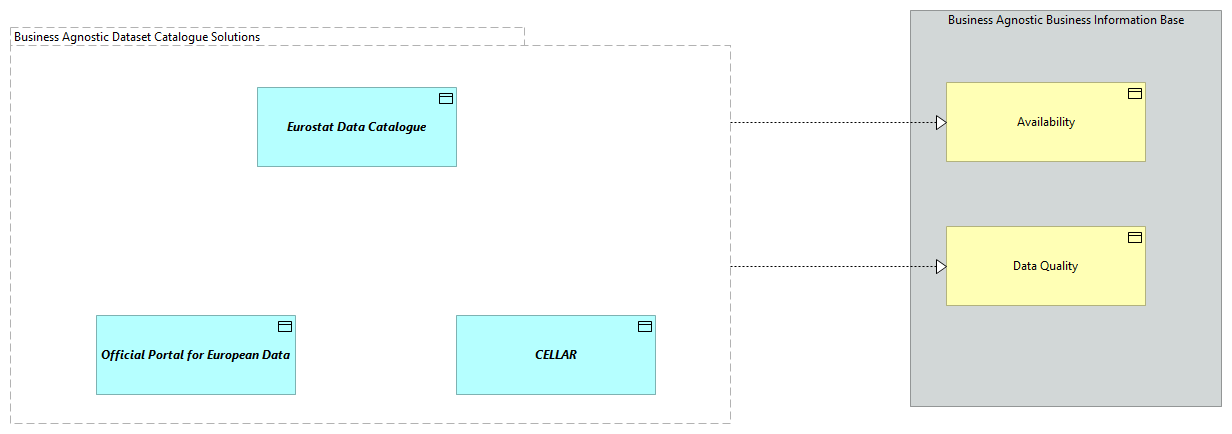 Business Agnostic Dataset Catalogue Solutions
Eurostat Data Catalogue
Official Portal for European Data
CELLAR
Business Agnostic Business Information Base
Availability
Data Quality